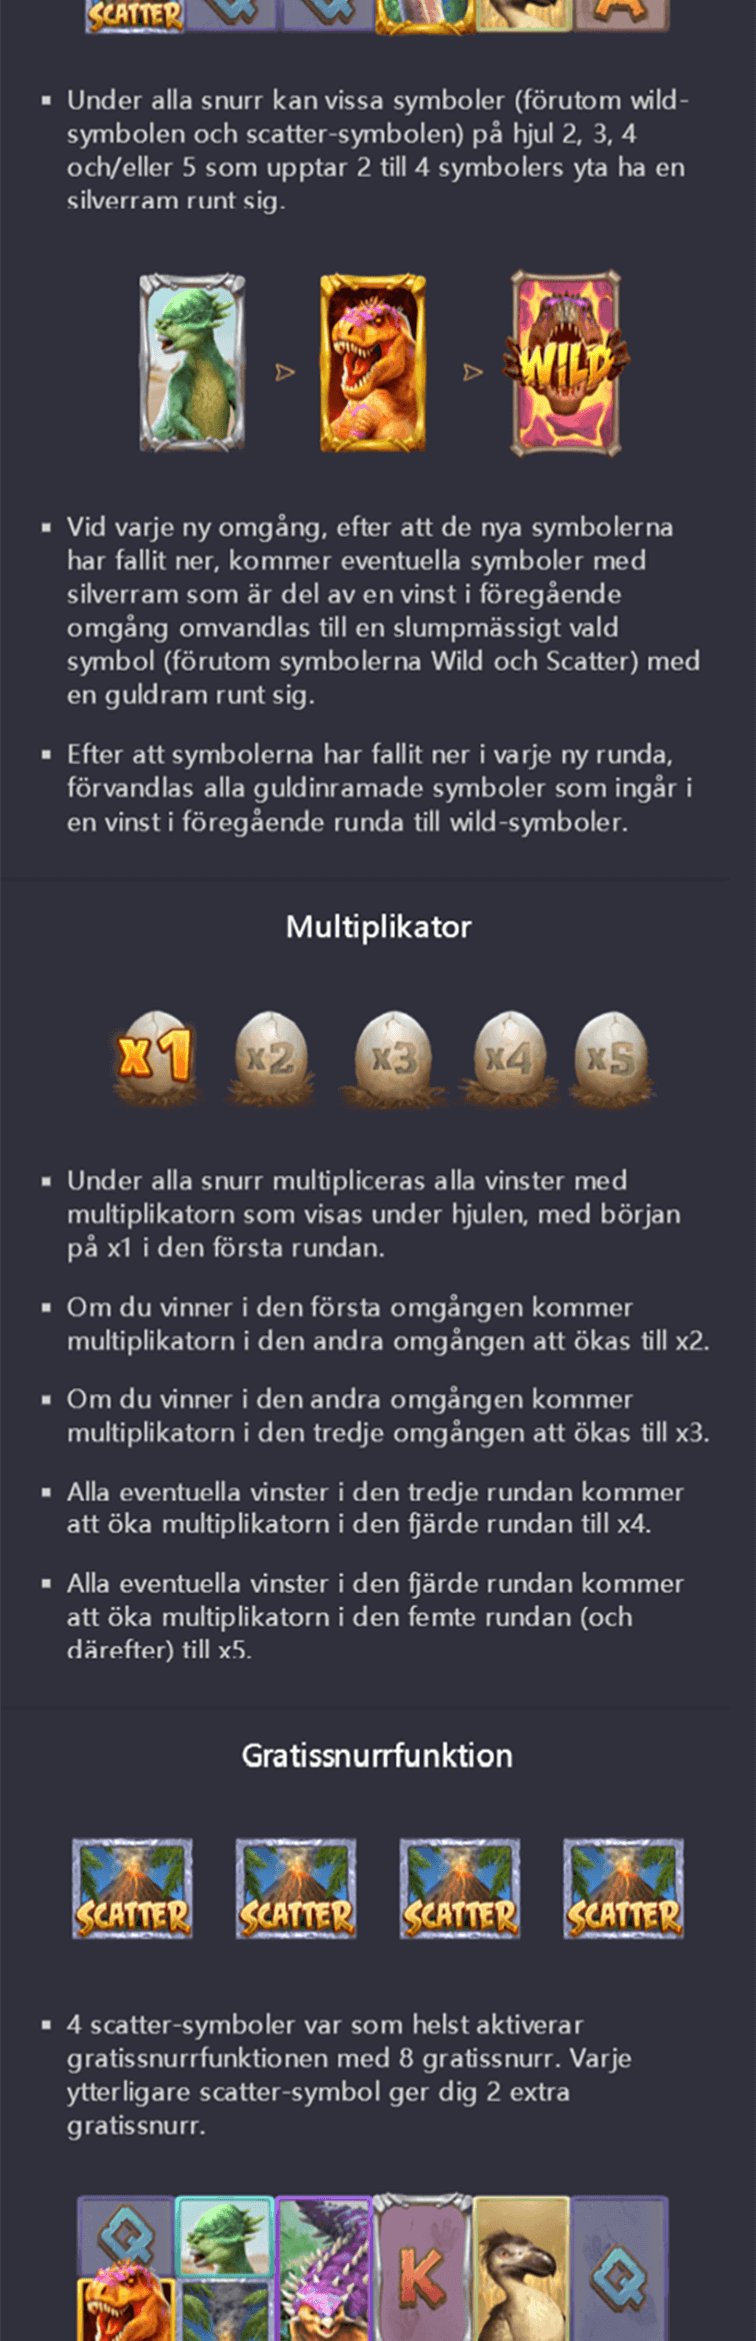 SCATTER
A
▪ Under alla snurr kan vissa symboler (förutom wild-
symbolen och scatter-symbolen) på hjul 2, 3, 4
och/eller 5 som upptar 2 till 4 symbolers yta ha en
silverram runt sig.
WILD
▪ Vid varje ny omgång, efter att de nya symbolerna
har fallit ner, kommer eventuella symboler med
silverram som är del av en vinst i föregående
omgång omvandlas till en slumpmässigt vald
symbol (förutom symbolerna Wild och Scatter) med
en guldram runt sig.
▪ Efter att symbolerna har fallit ner i varje ny runda,
förvandlas alla guldinramade symboler som ingår i
en vinst i föregående runda till wild-symboler.
Multiplikator
x1 x2 x3 x4 x5
▪ Under alla snurr multipliceras alla vinster med
multiplikatorn som visas under hjulen, med början
på x1 i den första rundan.
▪ Om du vinner i den första omgången kommer
multiplikatorn i den andra omgången att ökas till x2.
▪ Om du vinner i den andra omgången kommer
multiplikatorn i den tredje omgången att ökas till x3.
▪ Alla eventuella vinster i den tredje rundan kommer
att öka multiplikatorn i den fjärde rundan till x4.
▪ Alla eventuella vinster i den fjärde rundan kommer
att öka multiplikatorn i den femte rundan (och
därefter) till x5.
Gratissnurrfunktion
SCATTER SCATTER SCATTER SCATTER
▪ 4 scatter-symboler var som helst aktiverar
gratissnurrfunktionen med 8 gratissnurr. Varje
ytterligare scatter-symbol ger dig 2 extra
gratissnurr.
Q
K Q